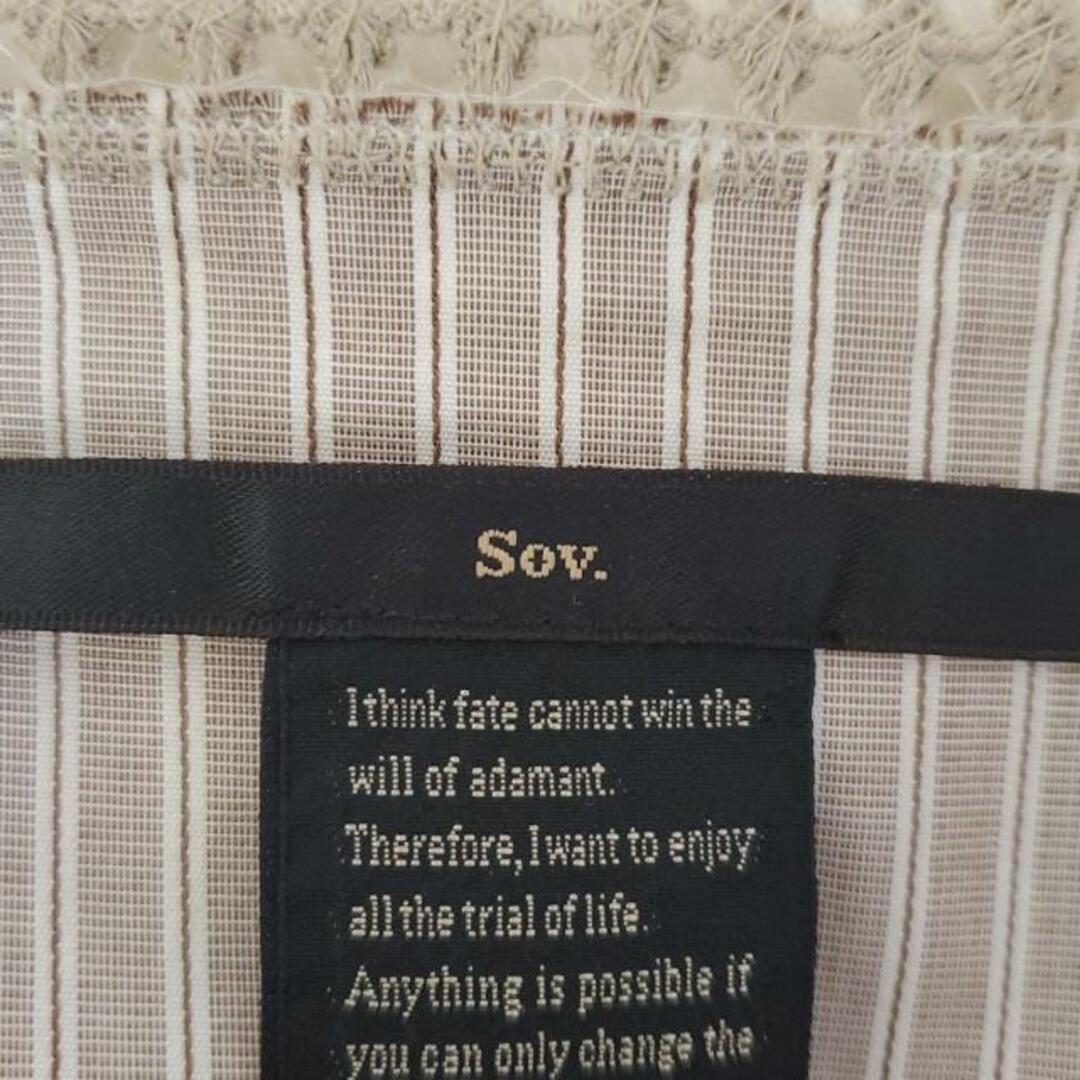 Sov.
I think fate cannot win the
will of adamant.
Therefore, I want to enjoy
all the trial of life.
Anything is possible if
you can only change the